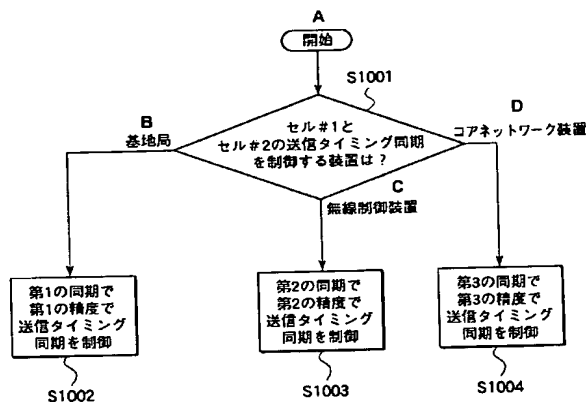 A
開始
S1001
B
基地局
セル#1と
セル#2の送信タイミング同期
を制御する装置は?
D
コアネットワーク装置
C
無線制御装置
第1の同期で
第1の精度で
送信タイミング
同期を制御
S1002
第2の同期で
第2の精度で
送信タイミング
同期を制御
S1003
第3の同期で
第3の精度で
送信タイミング
同期を制御
S1004